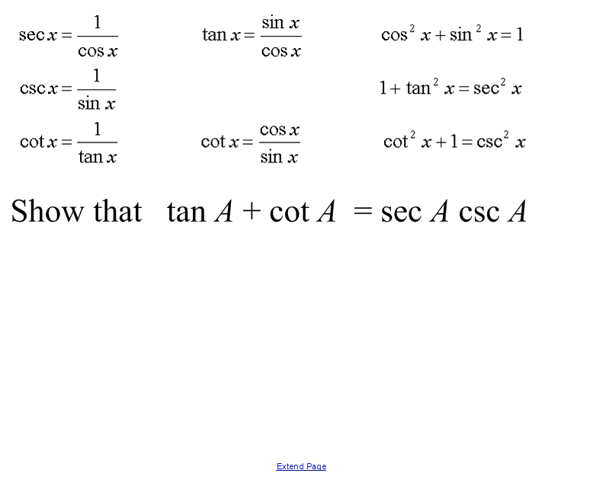 sec x = 1/cos x    tan x = sin x/cos x    cos² x + sin² x = 1
csc x = 1/sin x    1 + tan² x = sec² x
cot x = 1/tan x    cot x = cos x/sin x    cot² x + 1 = csc² x
Show that tan A + cot A = sec A csc A
Extend Page